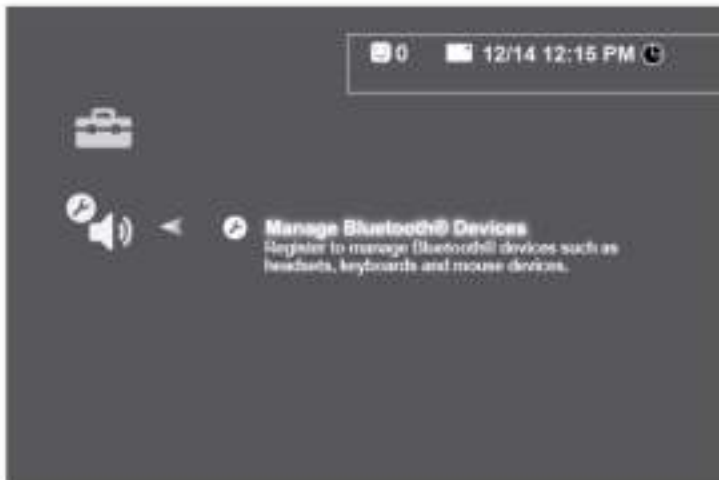 0 12/14 12:15 PM
Manage Bluetooth® Devices
Register to manage Bluetooth® devices such as
headsets, keyboards and mouse devices.